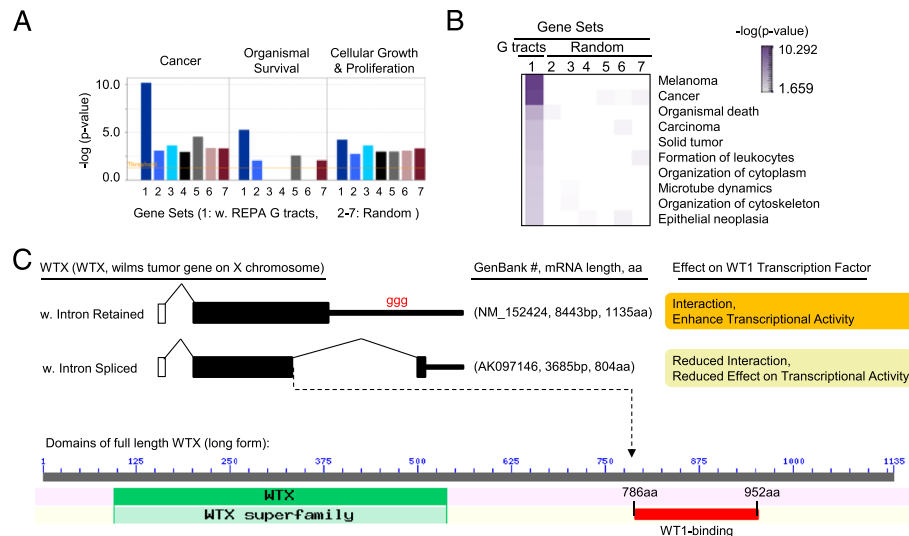 A
Cancer
Organismal
Survival
Cellular Growth
& Proliferation
10.0
5.0
0.0
-log (p-value)
Threshold
1 2 3 4 5 6 7 1 2 3 4 5 6 7 1 2 3 4 5 6 7
Gene Sets (1: w. REPA G tracts, 2-7: Random )
B
Gene Sets
G tracts Random
1 2 3 4 5 6 7
-log(p-value)
10.292
1.659
Melanoma
Cancer
Organismal death
Carcinoma
Solid tumor
Formation of leukocytes
Organization of cytoplasm
Microtube dynamics
Organization of cytoskeleton
Epithelial neoplasia
C
WTX (WTX, wilms tumor gene on X chromosome)
GenBank #, mRNA length, aa
Effect on WT1 Transcription Factor
w. Intron Retained
ggg
(NM_152424, 8443bp, 1135aa)
Interaction,
Enhance Transcriptional Activity
w. Intron Spliced
(AK097146, 3685bp, 804aa)
Reduced Interaction,
Reduced Effect on Transcriptional Activity
Domains of full length WTX (long form):
1 125 250 375 500 625 750 875 1000 1135
WTX
WTX superfamily
786aa 952aa
WT1-binding